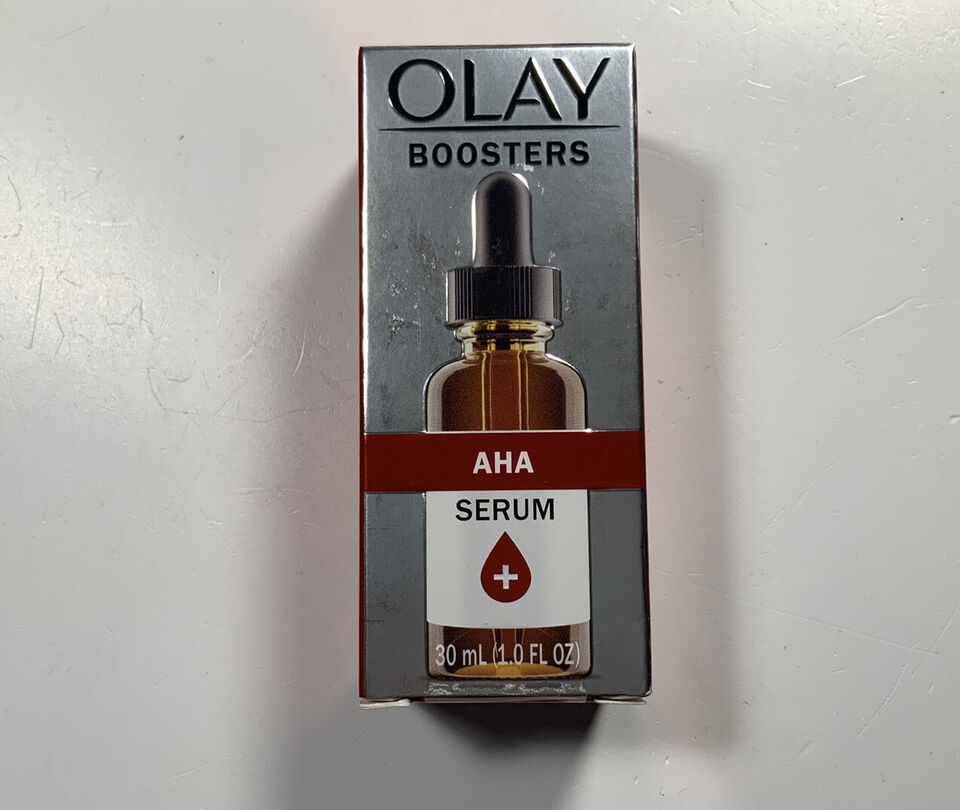 OLAY
BOOSTERS
AHA
SERUM
30 mL (1.0 FL OZ)